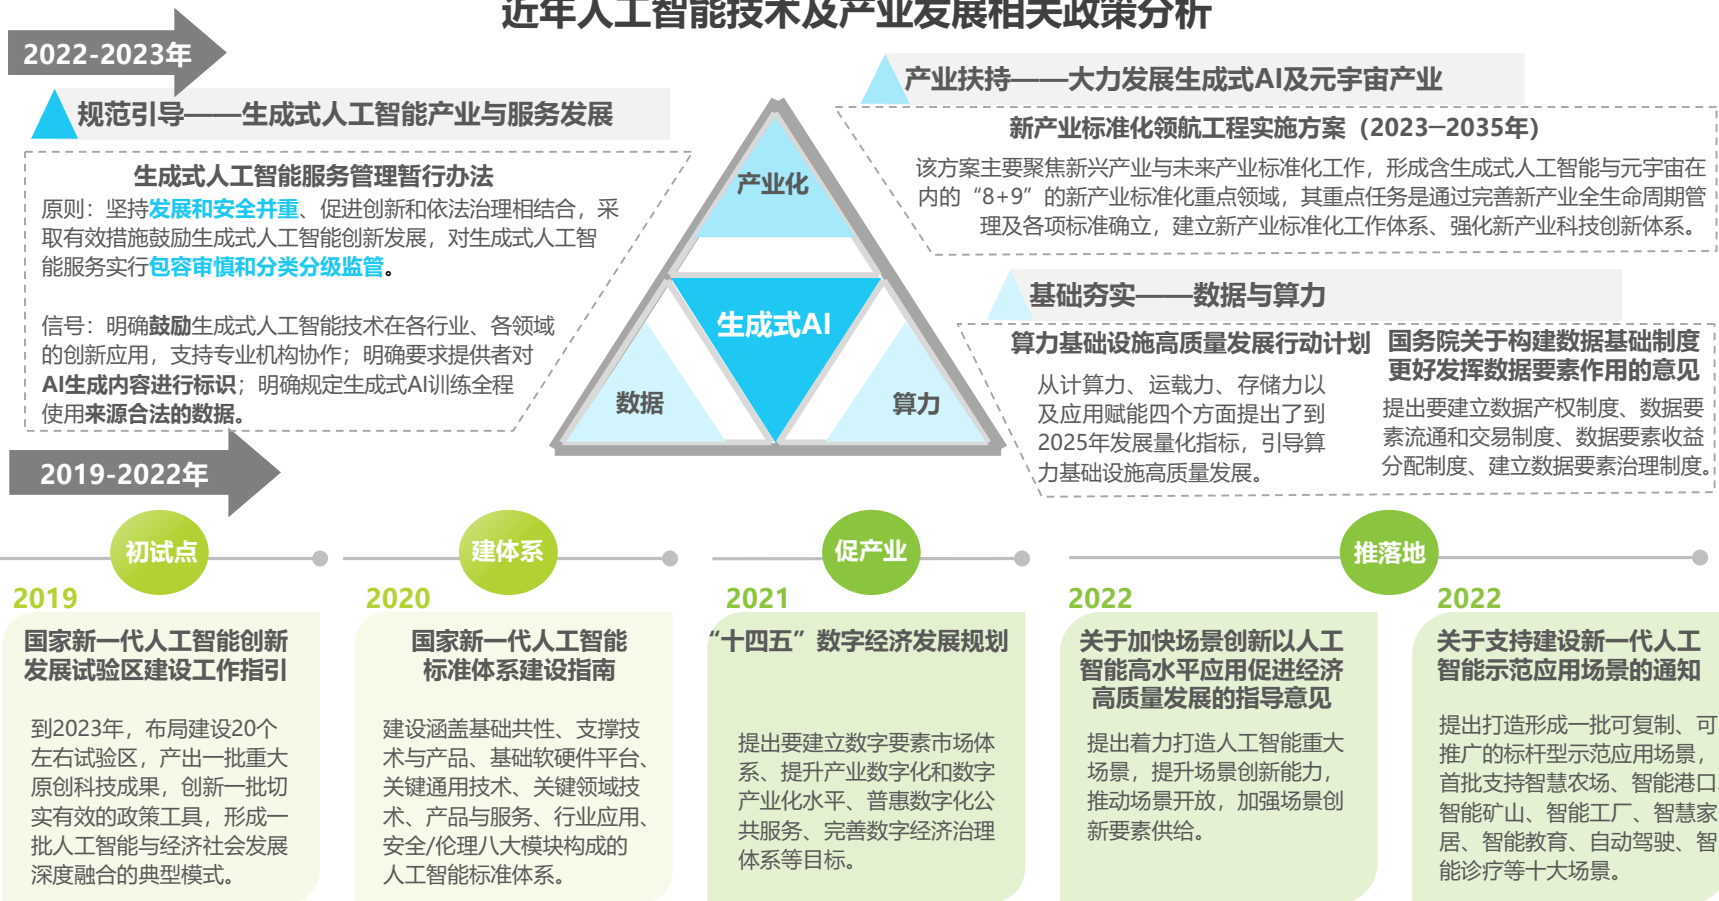 近年人工智能技术及产业发展相关政策分析
2022-2023年
规范引导——生成式人工智能产业与服务发展
生成式人工智能服务管理暂行办法
原则：坚持发展和安全并重、促进创新和依法治理相结合，采
取有效措施鼓励生成式人工智能创新发展，对生成式人工智
能服务实行包容审慎和分类分级监管。
信号：明确鼓励生成式人工智能技术在各行业、各领域
的创新应用，支持专业机构协作；明确要求提供者对
AI生成内容进行标识；明确规定生成式AI训练全程
使用来源合法的数据。
产业化
生成式AI
数据
算力
产业扶持——大力发展生成式AI及元宇宙产业
新产业标准化领航工程实施方案（2023—2035年）
该方案主要聚焦新兴产业与未来产业标准化工作，形成含生成式人工智能与元宇宙在
内的“8+9”的新产业标准化重点领域，其重点任务是通过完善新产业全生命周期管
理及各项标准确立，建立新产业标准化工作体系、强化新产业科技创新体系。
基础夯实——数据与算力
算力基础设施高质量发展行动计划
从计算力、运载力、存储力以
及应用赋能四个方面提出了到
2025年发展量化指标，引导算
力基础设施高质量发展。
国务院关于构建数据基础制度
更好发挥数据要素作用的意见
提出要建立数据产权制度、数据要
素流通和交易制度、数据要素收益
分配制度、建立数据要素治理制度。
2019-2022年
初试点
2019
国家新一代人工智能创新
发展试验区建设工作指引
到2023年，布局建设20个
左右试验区，产出一批重大
原创科技成果，创新一批切
实有效的政策工具，形成一
批人工智能与经济社会发展
深度融合的典型模式。
建体系
2020
国家新一代人工智能
标准体系建设指南
建设涵盖基础共性、支撑技
术与产品、基础软硬件平台、
关键通用技术、关键领域技
术、产品与服务、行业应用、
安全/伦理八大模块构成的
人工智能标准体系。
促产业
2021
“十四五”数字经济发展规划
提出要建立数字要素市场体
系、提升产业数字化和数字
产业化水平、普惠数字化公
共服务、完善数字经济治理
体系等目标。
推落地
2022
关于加快场景创新以人工
智能高水平应用促进经济
高质量发展的指导意见
提出着力打造人工智能重大
场景，提升场景创新能力，
推动场景开放，加强场景创
新要素供给。
2022
关于支持建设新一代人工
智能示范应用场景的通知
提出打造形成一批可复制、可
推广的标杆型示范应用场景，
首批支持智慧农场、智能港口、
智能矿山、智能工厂、智慧家
居、智能教育、自动驾驶、智
能诊疗等十大场景。